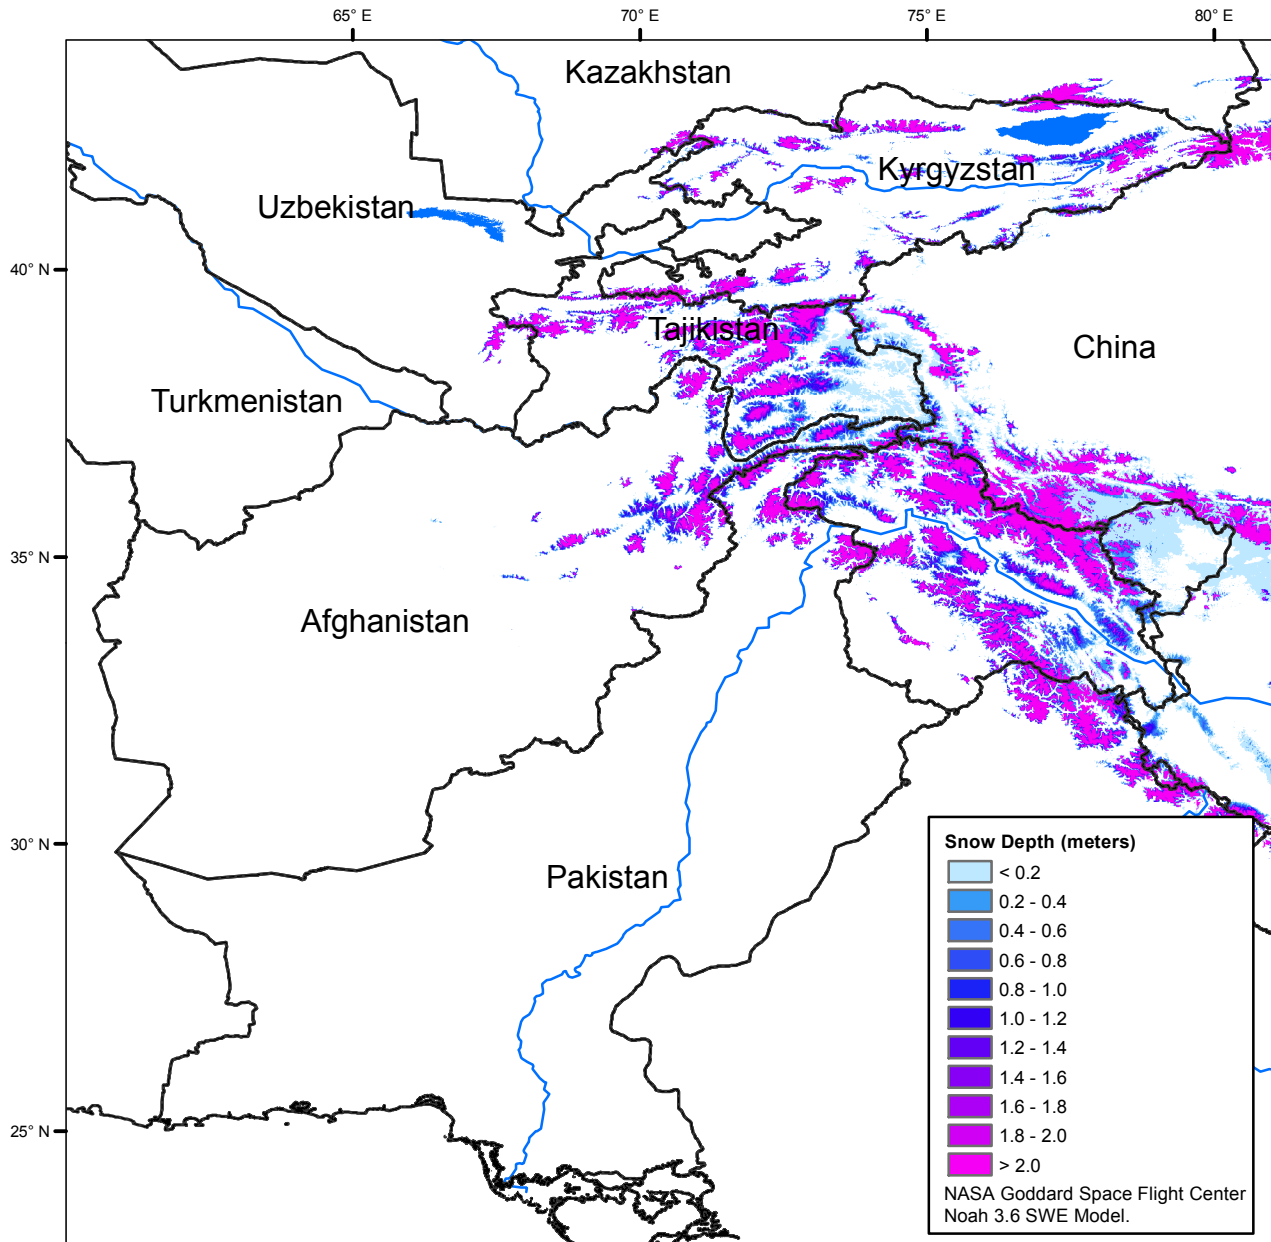 65° E
70° E
75° E
80° E
Kazakhstan
Kyrgyzstan
Uzbekistan
40° N
Tajikistan
China
Turkmenistan
35° N
Afghanistan
30° N
Pakistan
25° N
Snow Depth (meters)
< 0.2
0.2 - 0.4
0.4 - 0.6
0.6 - 0.8
0.8 - 1.0
1.0 - 1.2
1.2 - 1.4
1.4 - 1.6
1.6 - 1.8
1.8 - 2.0
> 2.0
NASA Goddard Space Flight Center
Noah 3.6 SWE Model.